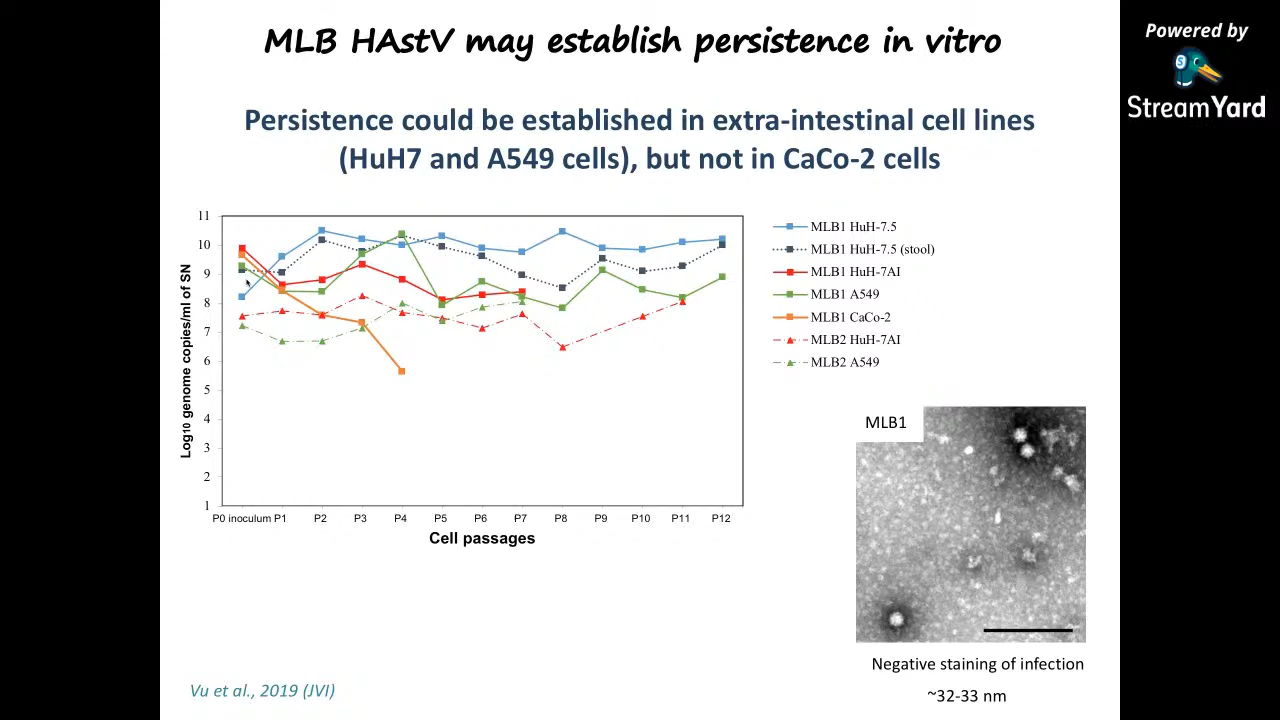 MLB HAstV may establish persistence in vitro
Powered by
S
StreamYard
Persistence could be established in extra-intestinal cell lines
(HuH7 and A549 cells), but not in CaCo-2 cells
Log10 genome copies/ml of SN
11
10
9
8
7
6
5
4
3
2
1
P0 inoculum P1 P2 P3 P4 P5 P6 P7 P8 P9 P10 P11 P12
Cell passages
MLB1 HuH-7.5
MLB1 HuH-7.5 (stool)
MLB1 HuH-7AI
MLB1 A549
MLB1 CaCo-2
MLB2 HuH-7AI
MLB2 A549
MLB1
Negative staining of infection
~32-33 nm
Vu et al., 2019 (JVI)